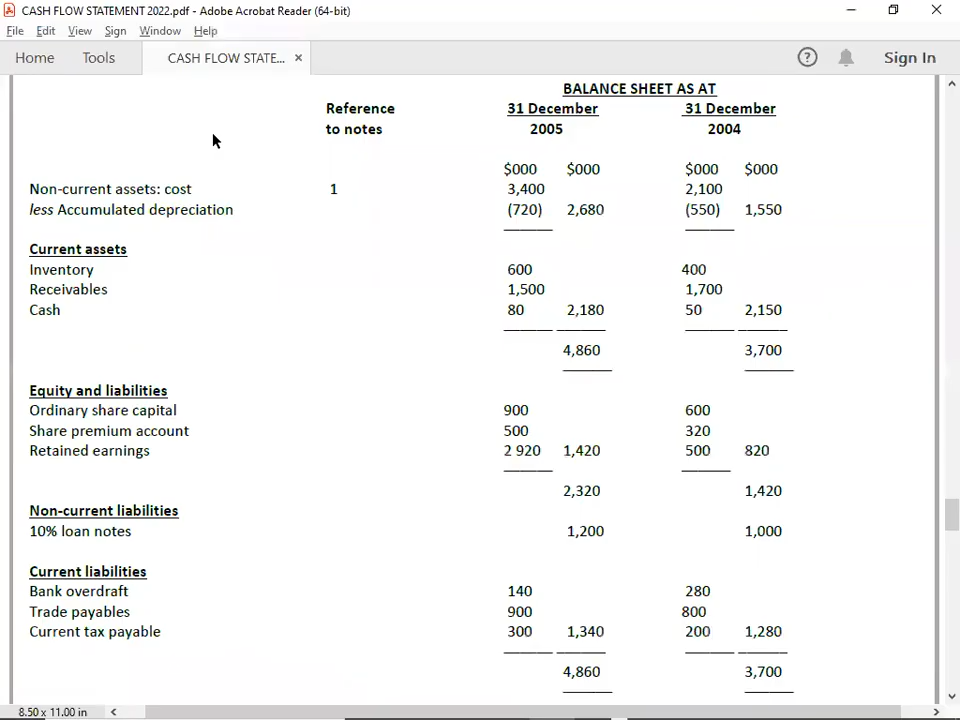 CASH FLOW STATEMENT 2022.pdf - Adobe Acrobat Reader (64-bit)
File Edit View Sign Window Help
Home Tools CASH FLOW STATE... × ? Sign In
BALANCE SHEET AS AT
Reference 31 December 31 December
to notes 2005 2004
$000 $000 $000 $000
Non-current assets: cost 1 3,400 2,100
less Accumulated depreciation (720) 2,680 (550) 1,550
Current assets
Inventory 600 400
Receivables 1,500 1,700
Cash 80 2,180 50 2,150
4,860 3,700
Equity and liabilities
Ordinary share capital 900 600
Share premium account 500 320
Retained earnings 2 920 1,420 500 820
2,320 1,420
Non-current liabilities
10% loan notes 1,200 1,000
Current liabilities
Bank overdraft 140 280
Trade payables 900 800
Current tax payable 300 1,340 200 1,280
4,860 3,700
8.50 x 11.00 in